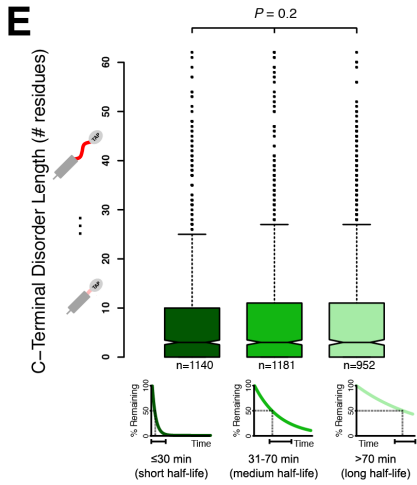 E
P = 0.2
C–Terminal Disorder Length (# residues)
60
50
40
30
20
10
0
TAP
TAP
n=1140
n=1181
n=952
% Remaining
0
50
100
Time
% Remaining
0
50
100
Time
% Remaining
0
50
100
Time
≤30 min
(short half-life)
31-70 min
(medium half-life)
>70 min
(long half-life)